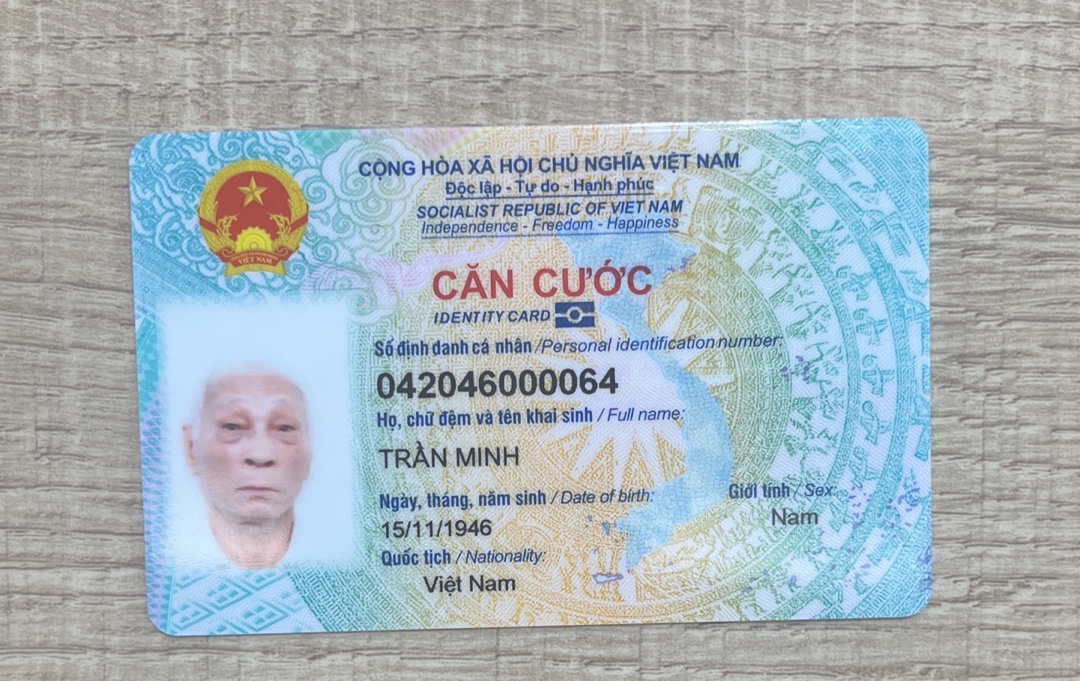 CỘNG HÒA XÃ HỘI CHỦ NGHĨA VIỆT NAM
Độc lập - Tự do - Hạnh phúc
SOCIALIST REPUBLIC OF VIET NAM
Independence - Freedom - Happiness
VIỆT NAM
CĂN CƯỚC
IDENTITY CARD
Số định danh cá nhân / Personal identification number:
042046000064
Họ, chữ đệm và tên khai sinh / Full name:
TRẦN MINH
Ngày, tháng, năm sinh / Date of birth:
Giới tính / Sex:
15/11/1946
Nam
Quốc tịch / Nationality:
Việt Nam